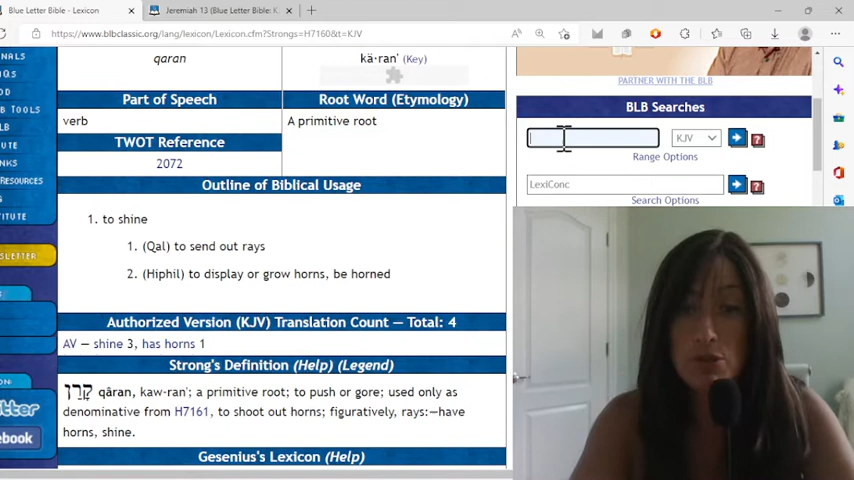 Blue Letter Bible - Lexicon
Jeremiah 13 (Blue Letter Bible: K
https://www.blbclassic.org/lang/lexicon/Lexicon.cfm?Strongs=H7160&t=KJV
qaran
kä·ran' (Key)
Part of Speech
Root Word (Etymology)
verb
A primitive root
TWOT Reference
2072
Outline of Biblical Usage
1. to shine
1. (Qal) to send out rays
2. (Hiphil) to display or grow horns, be horned
Authorized Version (KJV) Translation Count — Total: 4
AV — shine 3, has horns 1
Strong's Definition (Help) (Legend)
קָרַן qâran, kaw-ran'; a primitive root; to push or gore; used only as
denominative from H7161, to shoot out horns; figuratively, rays:—have
horns, shine.
Gesenius's Lexicon (Help)
PARTNER WITH THE BLB
BLB Searches
KJV
Range Options
LexiConc
Search Options
TOOLS
RESOURCES